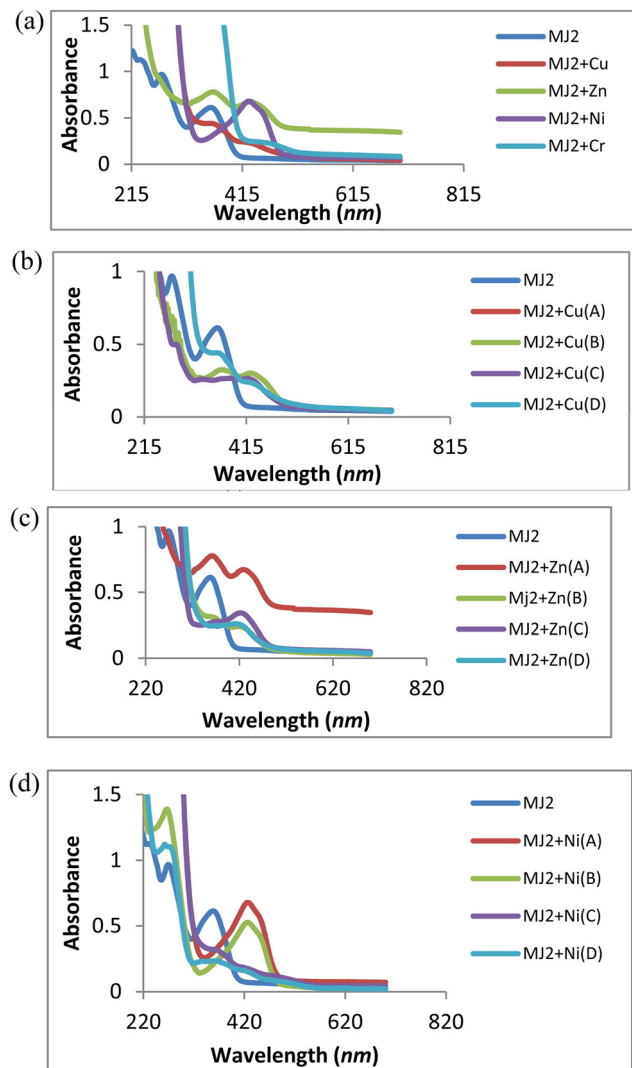 (a)
1.5
1
0.5
0
Absorbance
215 415 615 815
Wavelength (nm)
MJ2
MJ2+Cu
MJ2+Zn
MJ2+Ni
MJ2+Cr
(b)
1
0.5
0
Absorbance
215 415 615 815
Wavelength (nm)
MJ2
MJ2+Cu(A)
MJ2+Cu(B)
MJ2+Cu(C)
MJ2+Cu(D)
(c)
1
0.5
0
Absorbance
220 420 620 820
Wavelength (nm)
MJ2
MJ2+Zn(A)
Mj2+Zn(B)
MJ2+Zn(C)
MJ2+Zn(D)
(d)
1.5
1
0.5
0
Absorbance
220 420 620 820
Wavelength (nm)
MJ2
MJ2+Ni(A)
MJ2+Ni(B)
MJ2+Ni(C)
MJ2+Ni(D)